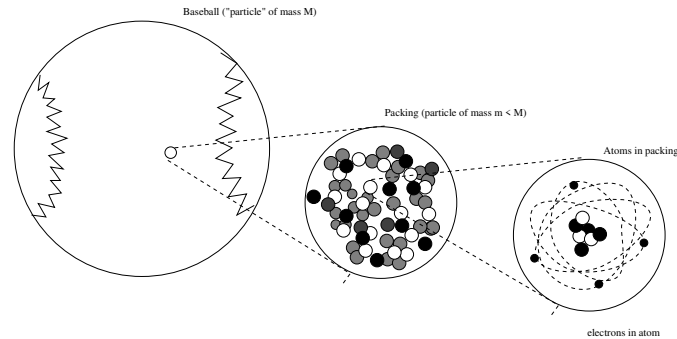 Baseball ("particle" of mass M)
Packing (particle of mass m < M)
Atoms in packing
electrons in atom